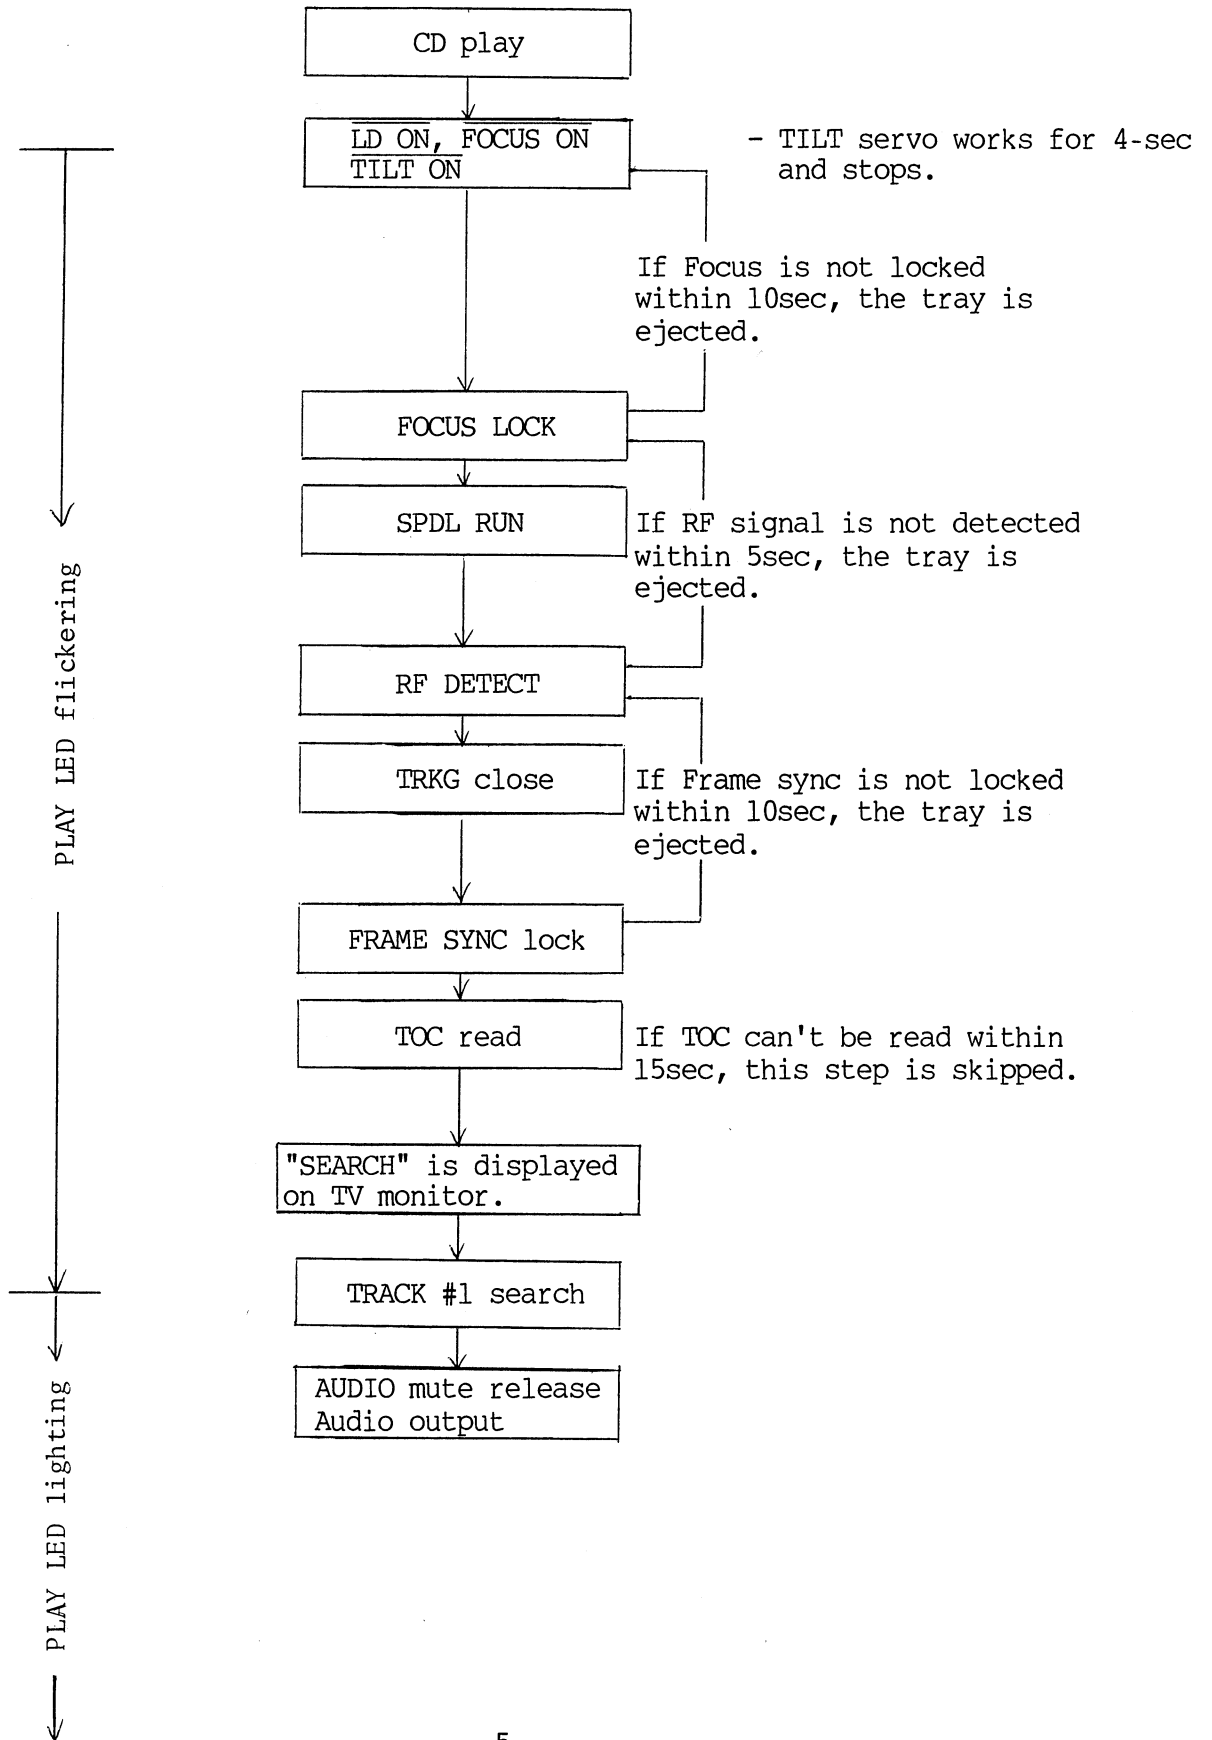 CD play
LD ON, FOCUS ON
TILT ON
- TILT servo works for 4-sec
and stops.
If Focus is not locked
within 10sec, the tray is
ejected.
FOCUS LOCK
SPDL RUN
If RF signal is not detected
within 5sec, the tray is
ejected.
RF DETECT
TRKG close
If Frame sync is not locked
within 10sec, the tray is
ejected.
FRAME SYNC lock
TOC read
If TOC can't be read within
15sec, this step is skipped.
"SEARCH" is displayed
on TV monitor.
TRACK #1 search
AUDIO mute release
Audio output
PLAY LED flickering
PLAY LED lighting